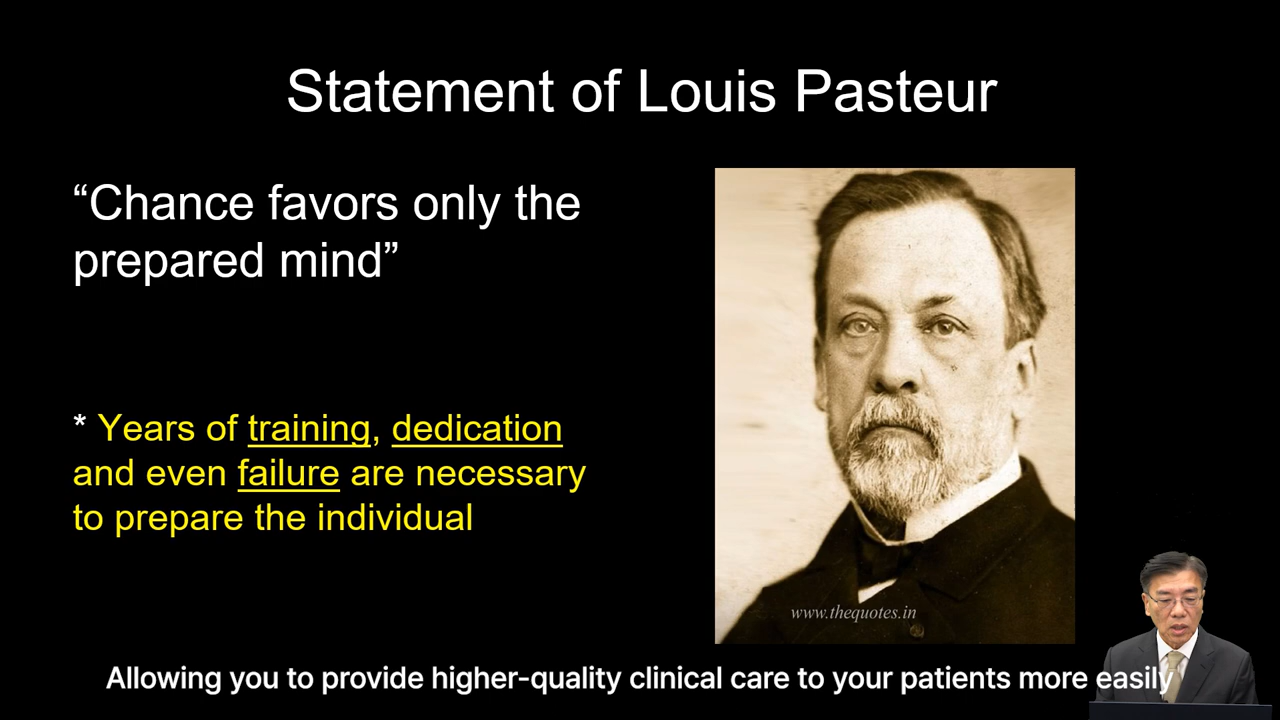 Statement of Louis Pasteur
“Chance favors only the
prepared mind”
* Years of training, dedication
and even failure are necessary
to prepare the individual
www.thequotes.in
Allowing you to provide higher-quality clinical care to your patients more easily